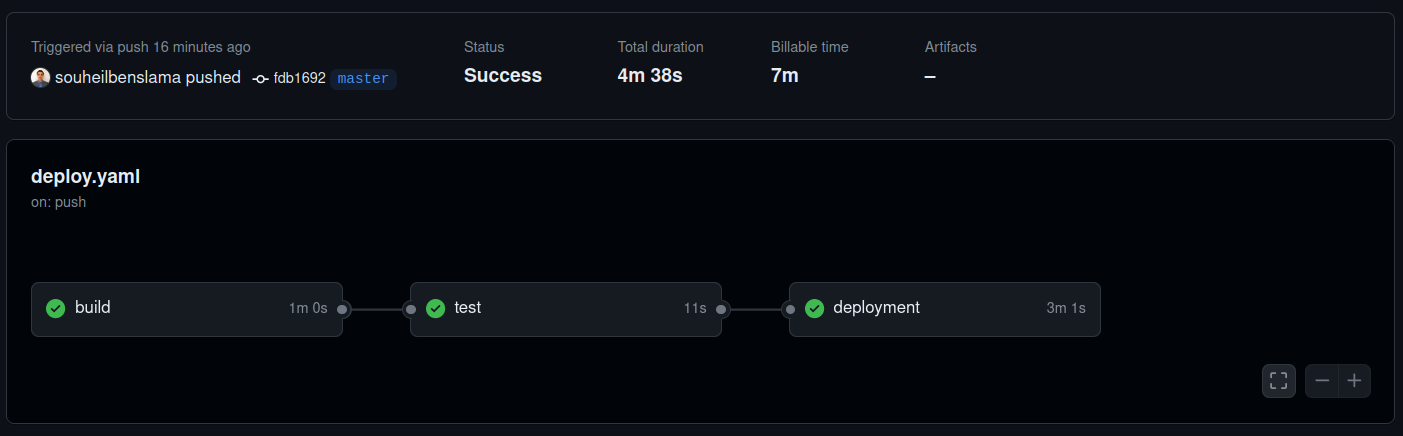 Triggered via push 16 minutes ago
souheilbenslama pushed fdb1692 master
Status
Success
Total duration
4m 38s
Billable time
7m
Artifacts
–
deploy.yaml
on: push
build 1m 0s
test 11s
deployment 3m 1s